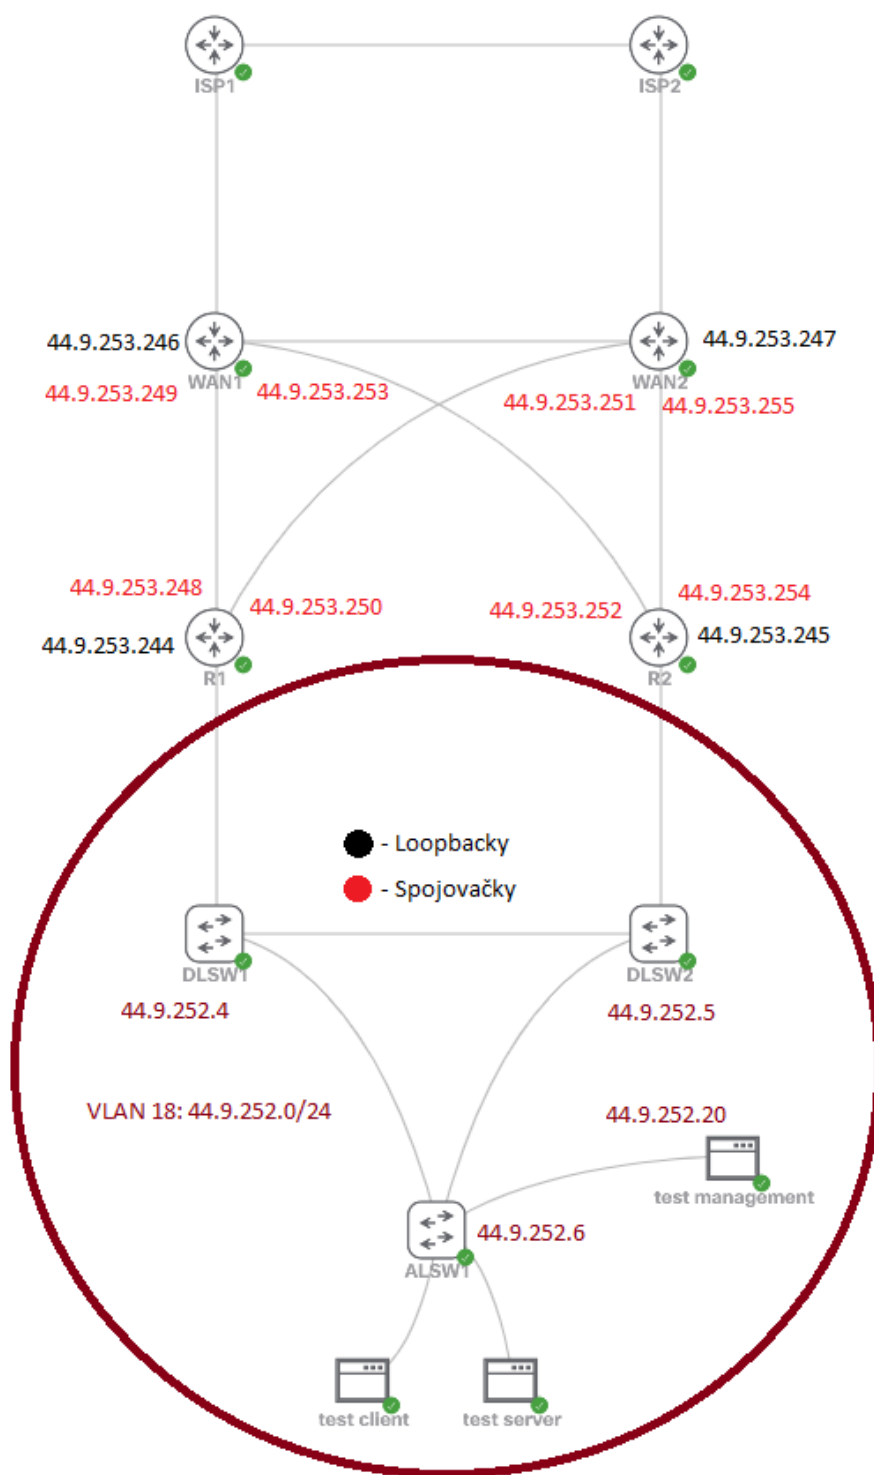 ISP1
ISP2
44.9.253.246
44.9.253.247
WAN1
WAN2
44.9.253.249
44.9.253.253
44.9.253.251
44.9.253.255
44.9.253.248
44.9.253.250
44.9.253.252
44.9.253.254
44.9.253.244
44.9.253.245
R1
R2
- Loopbacky
- Spojovačky
DLSW1
DLSW2
44.9.252.4
44.9.252.5
VLAN 18: 44.9.252.0/24
44.9.252.20
test management
44.9.252.6
ALSW1
test client
test server